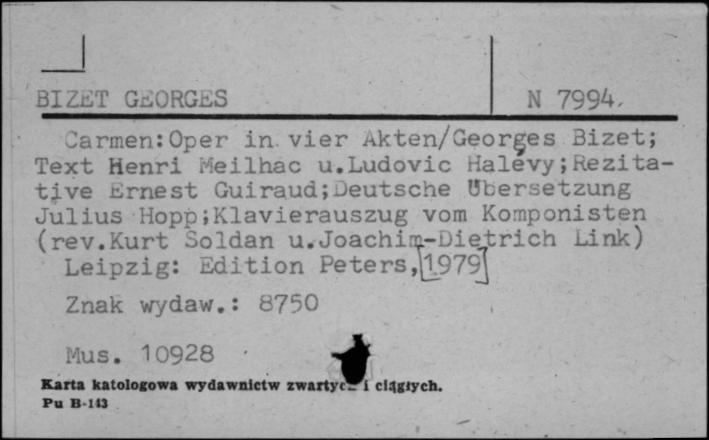 BIZET GEORGES N 7994.
Carmen:Oper in vier Akten/Georges Bizet;
Text Henri Meilhac u.Ludovic Halévy;Rezita-
tive Ernest Guiraud;Deutsche Übersetzung
Julius Hopp;Klavierauszug vom Komponisten
(rev.Kurt Soldan u.Joachim-Dietrich Link)
Leipzig: Edition Peters,[1979]
Znak wydaw.: 8750
Mus. 10928
Karta katologowa wydawnictw zwartych i ciągłych.
Pu B-143